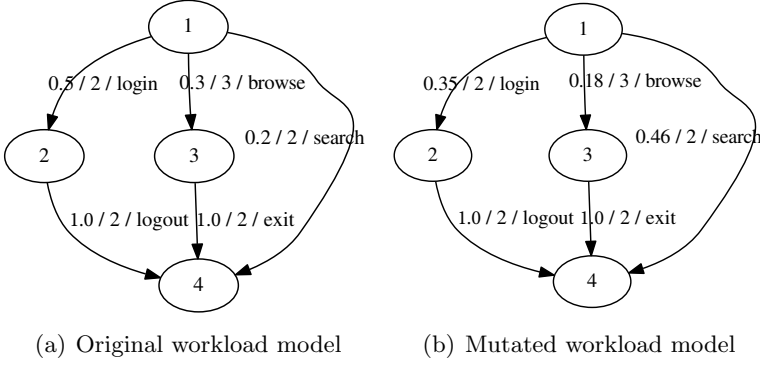 1
0.5 / 2 / login
0.3 / 3 / browse
0.2 / 2 / search
2
3
1.0 / 2 / logout
1.0 / 2 / exit
4
(a) Original workload model
1
0.35 / 2 / login
0.18 / 3 / browse
0.46 / 2 / search
2
3
1.0 / 2 / logout
1.0 / 2 / exit
4
(b) Mutated workload model